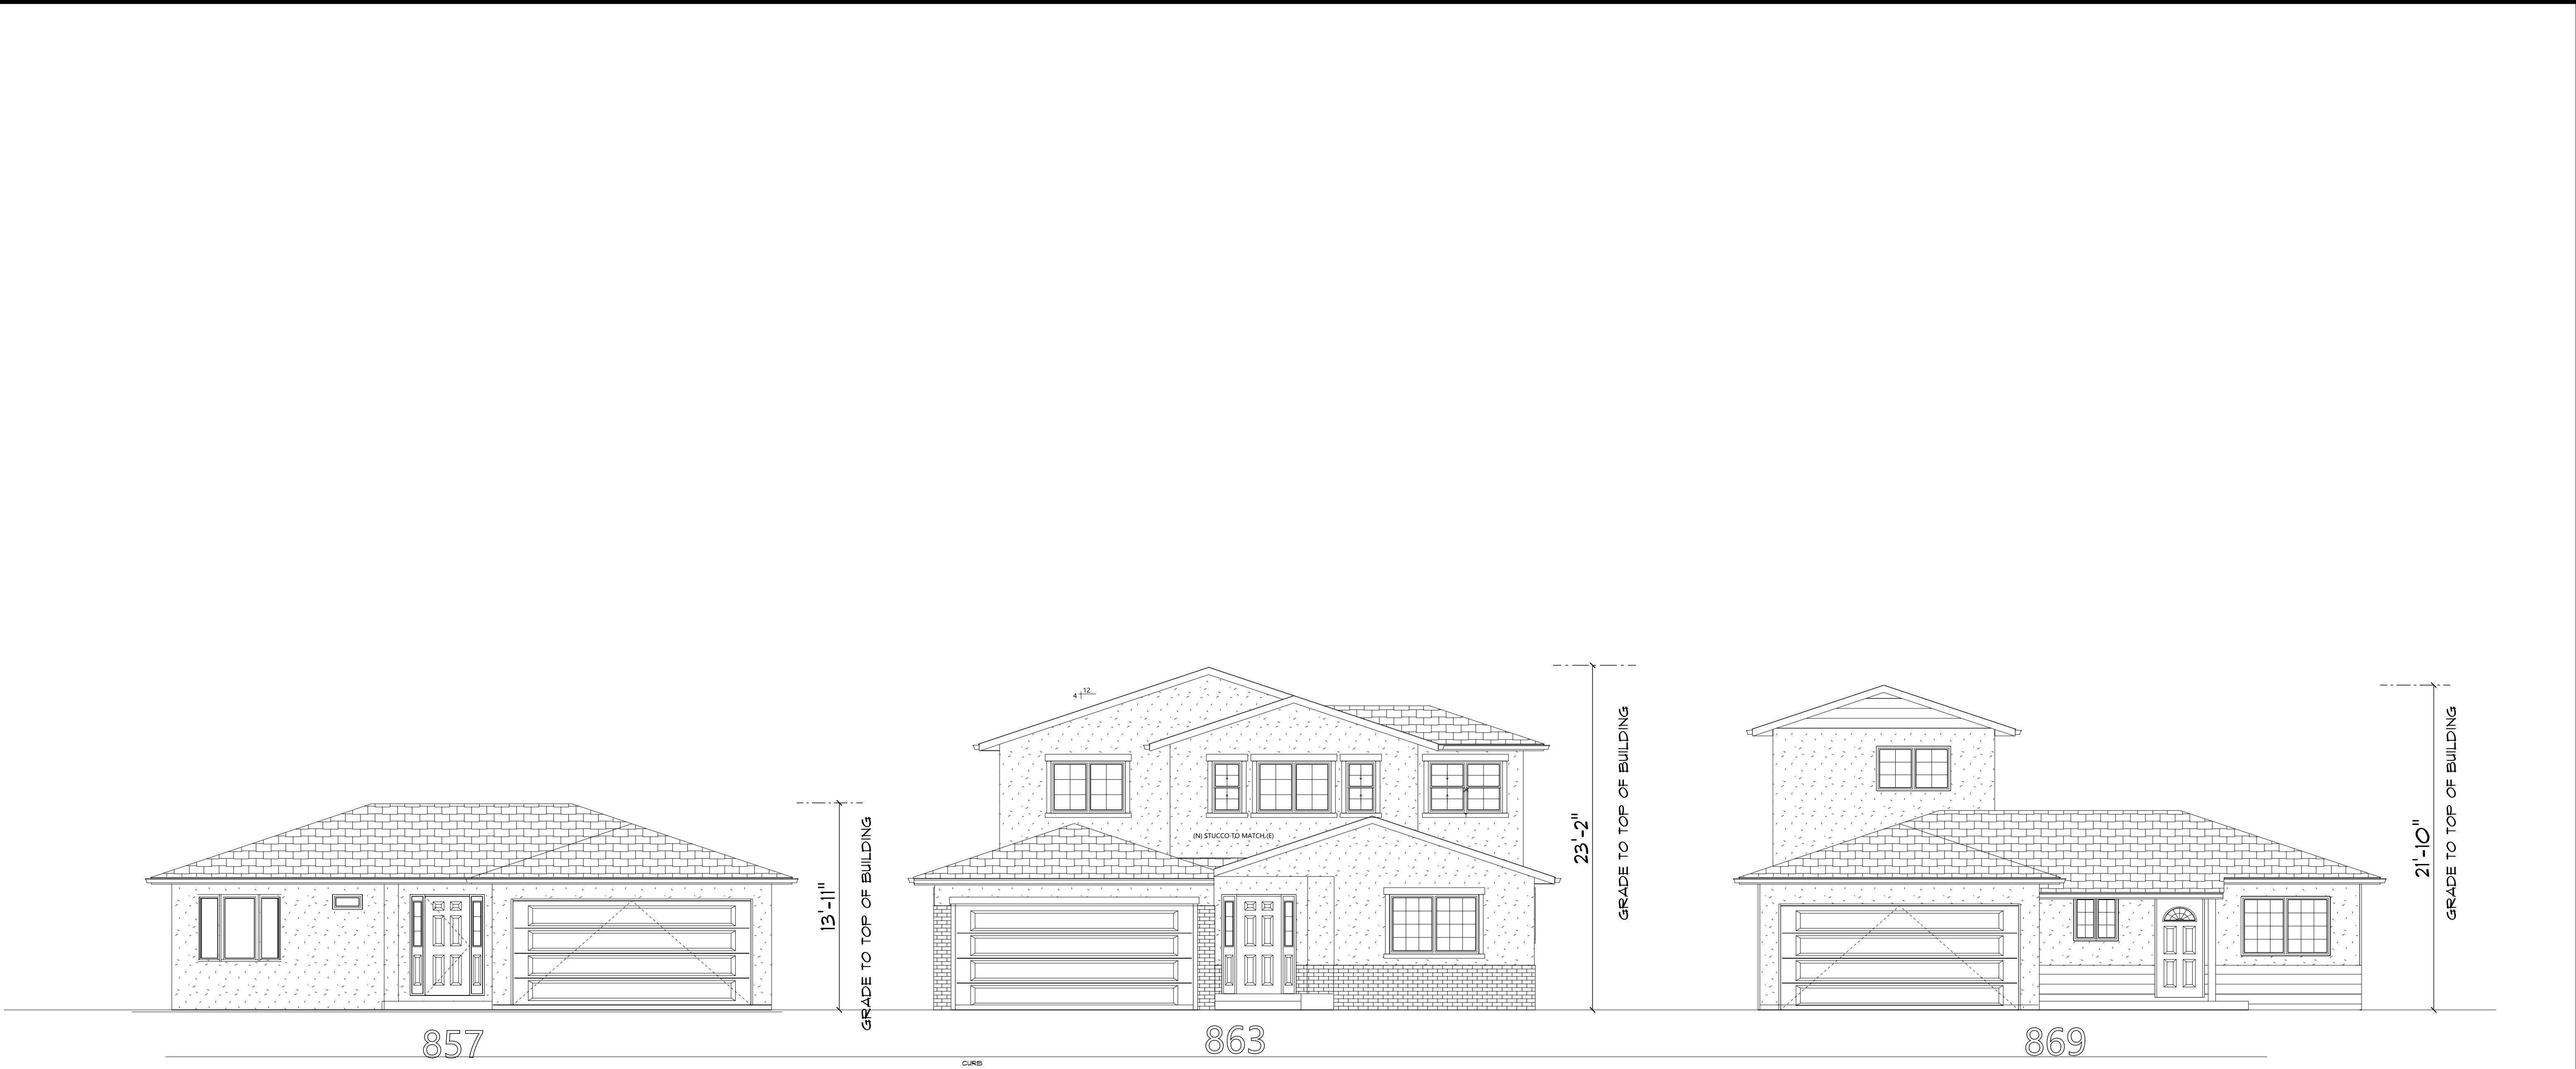 12
4
(N) STUCCO TO MATCH (E)
13'-11"
GRADE TO TOP OF BUILDING
23'-2"
GRADE TO TOP OF BUILDING
21'-10"
GRADE TO TOP OF BUILDING
857
863
869
CURB